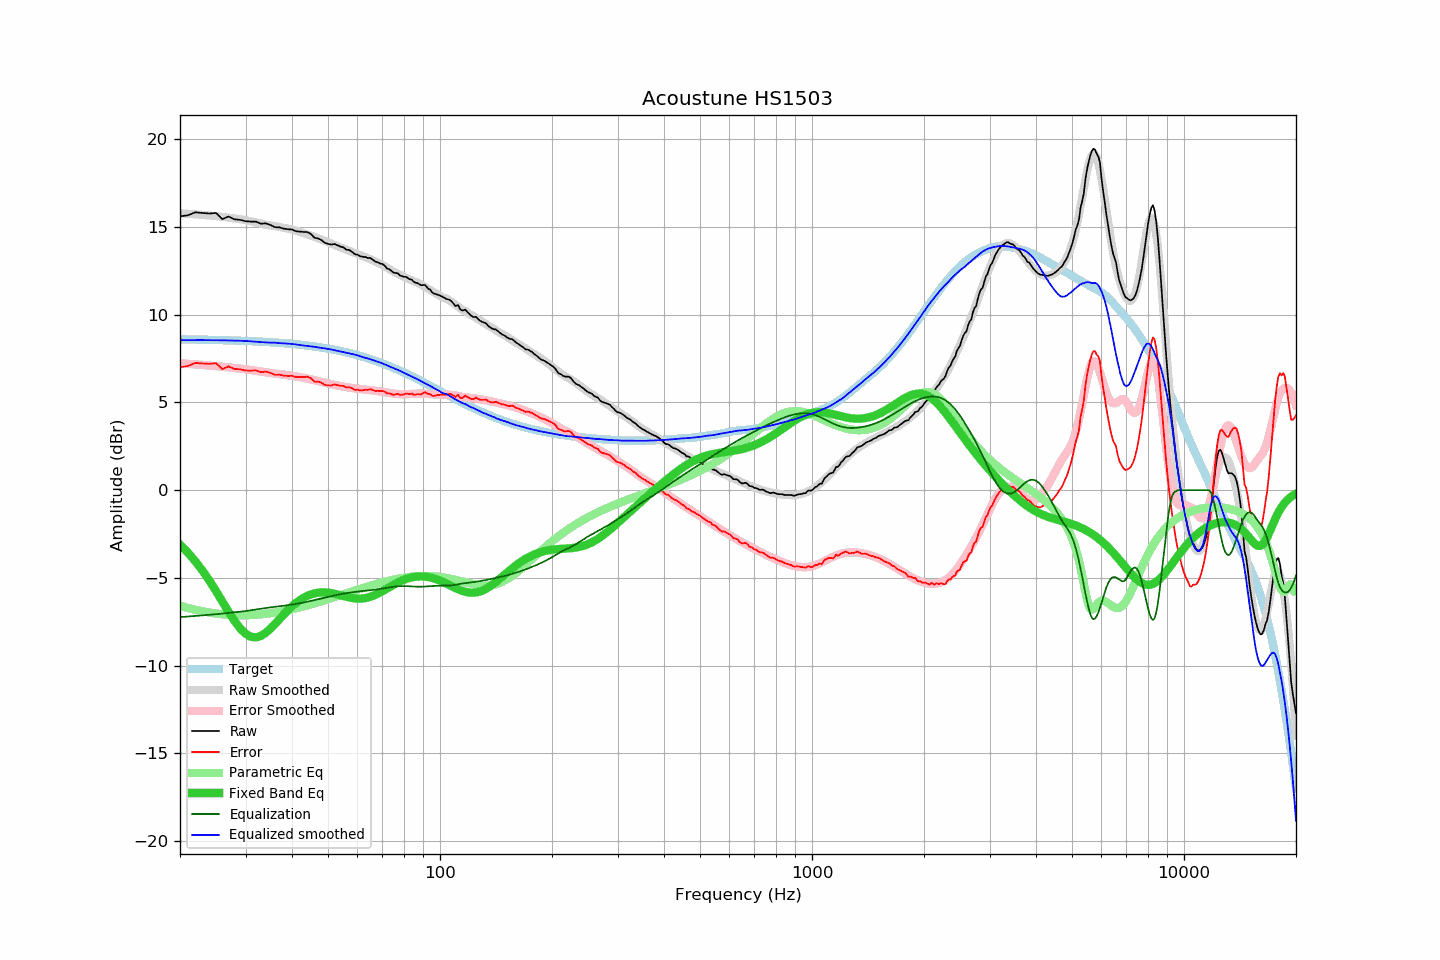 Acoustune HS1503
Amplitude (dBr)
20
15
10
5
0
−5
−10
−15
−20
Target
Raw Smoothed
Error Smoothed
Raw
Error
Parametric Eq
Fixed Band Eq
Equalization
Equalized smoothed
100
1000
10000
Frequency (Hz)